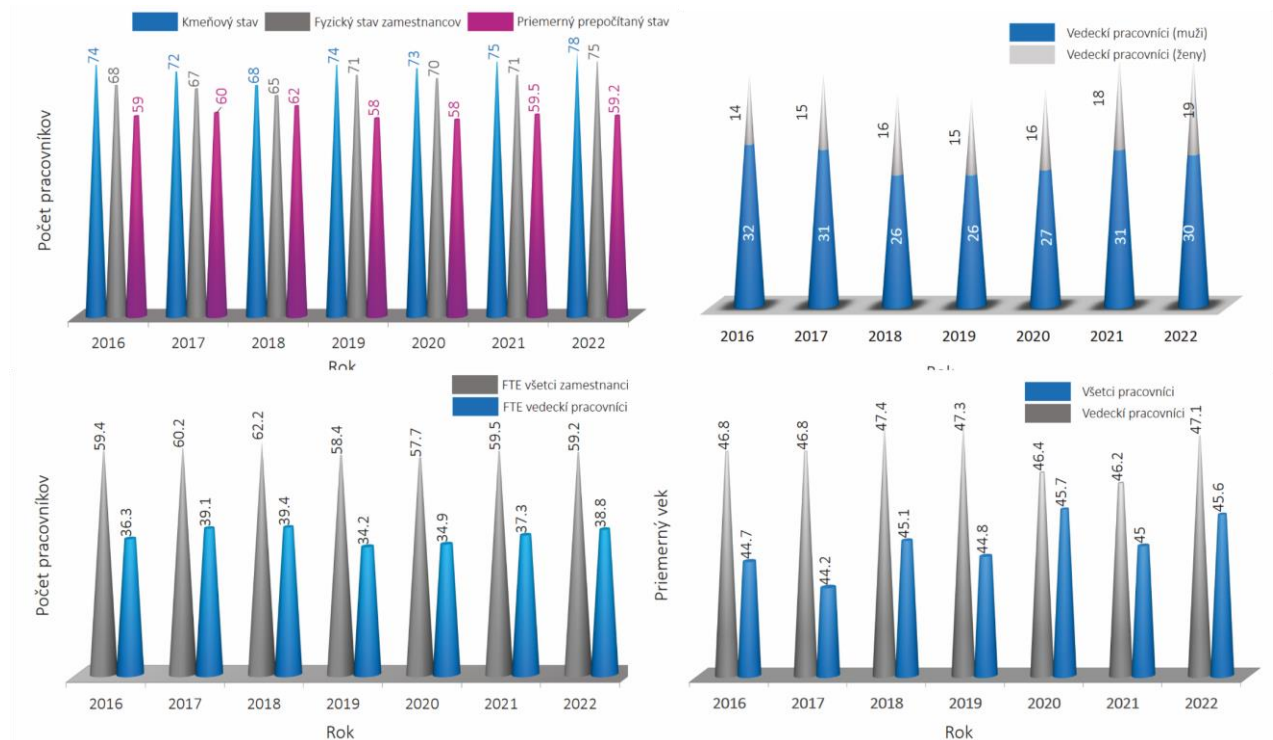 Kmeňový stav
Fyzický stav zamestnancov
Priemerný prepočítaný stav
Počet pracovníkov
74 68 59
72 67 60
68 65 62
74 71 58
73 70 58
75 71 59.5
78 75 59.2
2016 2017 2018 2019 2020 2021 2022
Rok
Vedeckí pracovníci (muži)
Vedeckí pracovníci (ženy)
14 15 16 15 16 18 19
32 31 26 26 27 31 30
2016 2017 2018 2019 2020 2021 2022
Rok
FTE všetci zamestnanci
FTE vedeckí pracovníci
Počet pracovníkov
59.4 36.3
60.2 39.1
62.2 39.4
58.4 34.2
57.7 34.9
59.5 37.3
59.2 38.8
2016 2017 2018 2019 2020 2021 2022
Rok
Všetci pracovníci
Vedeckí pracovníci
Priemerný vek
46.8 44.7
46.8 44.2
47.4 45.1
47.3 44.8
46.4 45.7
46.2 45
47.1 45.6
2016 2017 2018 2019 2020 2021 2022
Rok